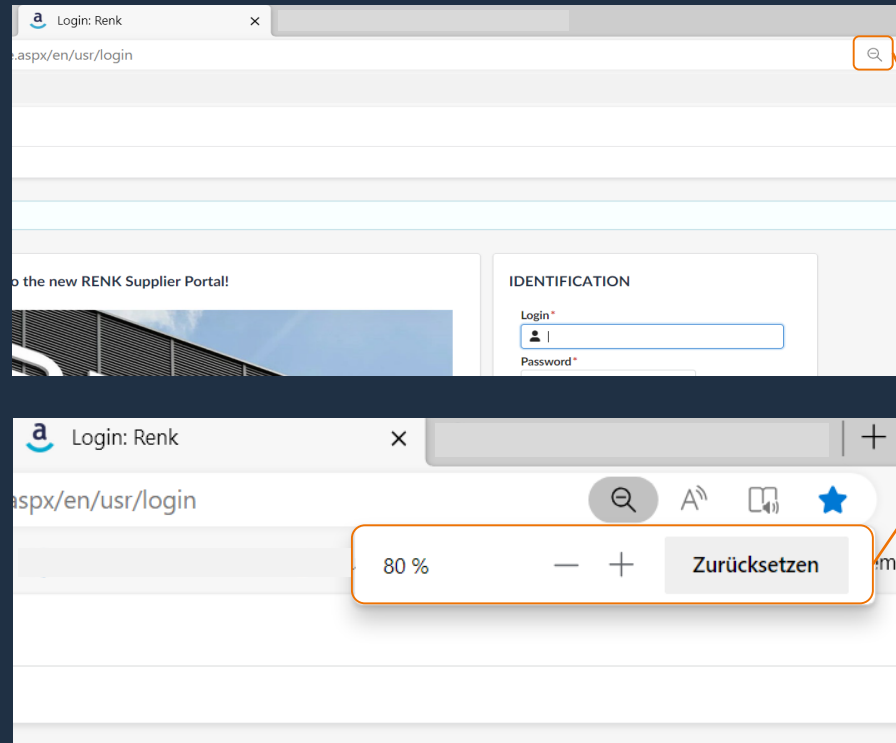 a Login: Renk
.aspx/en/usr/login
o the new RENK Supplier Portal!
IDENTIFICATION
Login*
Password*
a Login: Renk
aspx/en/usr/login
80 %
Zurücksetzen
em